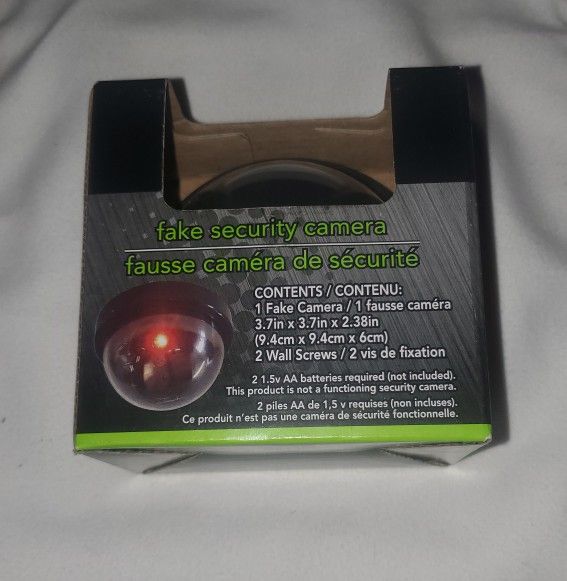 fake security camera
fausse caméra de sécurité
CONTENTS / CONTENU:
1 Fake Camera / 1 fausse caméra
3.7in x 3.7in x 2.38in
(9.4cm x 9.4cm x 6cm)
2 Wall Screws / 2 vis de fixation
2 1.5v AA batteries required (not included).
This product is not a functioning security camera.
2 piles AA de 1,5 v requises (non incluses).
Ce produit n'est pas une caméra de sécurité fonctionnelle.